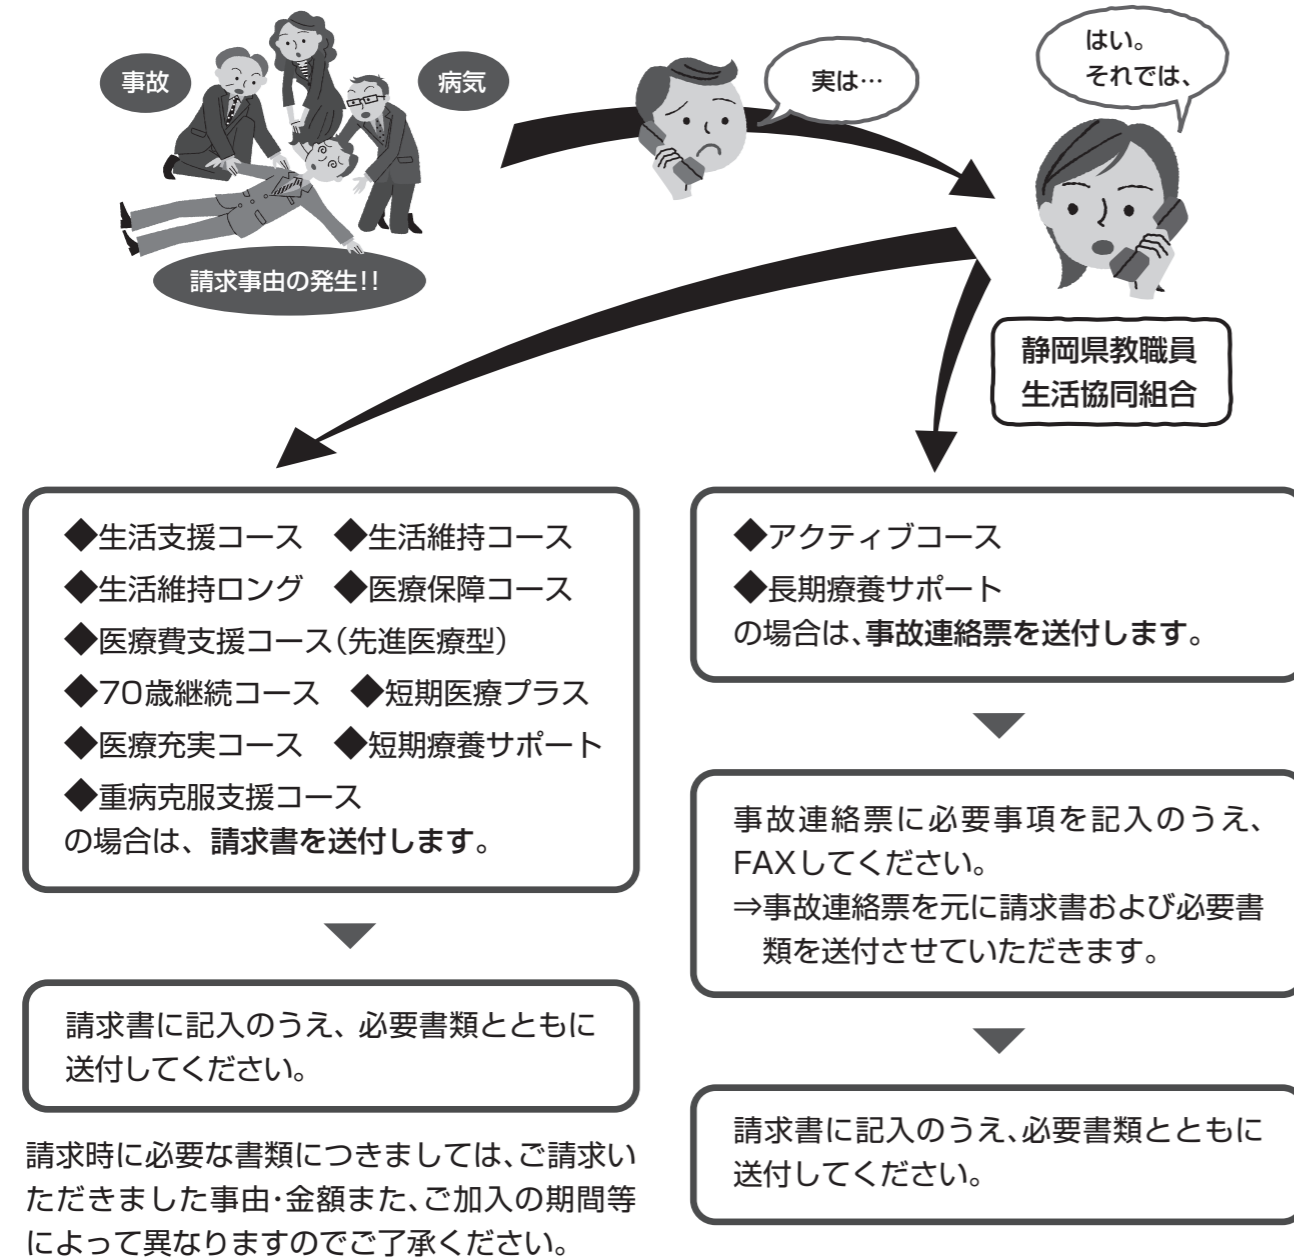 事故
病気
請求事由の発生!!
実は…
はい。
それでは、
静岡県教職員
生活協同組合
◆生活支援コース　◆生活維持コース
◆生活維持ロング　◆医療保障コース
◆医療費支援コース(先進医療型)
◆70歳継続コース　◆短期医療プラス
◆医療充実コース　◆短期療養サポート
◆重病克服支援コース
の場合は、請求書を送付します。
請求書に記入のうえ、必要書類とともに
送付してください。
請求時に必要な書類につきましては、ご請求い
ただきました事由・金額また、ご加入の期間等
によって異なりますのでご了承ください。
◆アクティブコース
◆長期療養サポート
の場合は、事故連絡票を送付します。
事故連絡票に必要事項を記入のうえ、
FAXしてください。
⇒事故連絡票を元に請求書および必要書
類を送付させていただきます。
請求書に記入のうえ、必要書類とともに
送付してください。